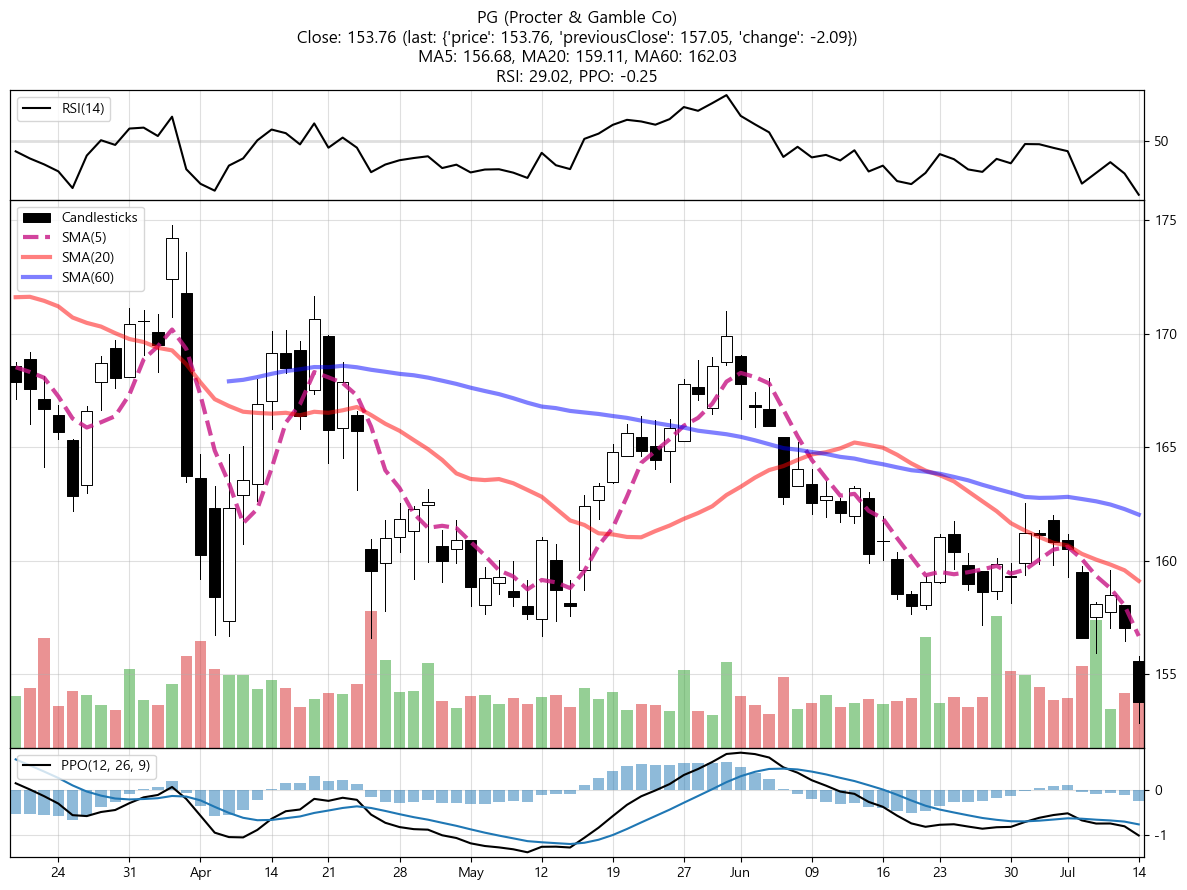 PG (Procter & Gamble Co)
Close: 153.76 (last: {'price': 153.76, 'previousClose': 157.05, 'change': -2.09})
MA5: 156.68, MA20: 159.11, MA60: 162.03
RSI: 29.02, PPO: -0.25
RSI(14)
50
Candlesticks
SMA(5)
SMA(20)
SMA(60)
175
170
165
160
155
PPO(12, 26, 9)
0
-1
24 31 Apr 14 21 28 May 12 19 27 Jun 09 16 23 30 Jul 14